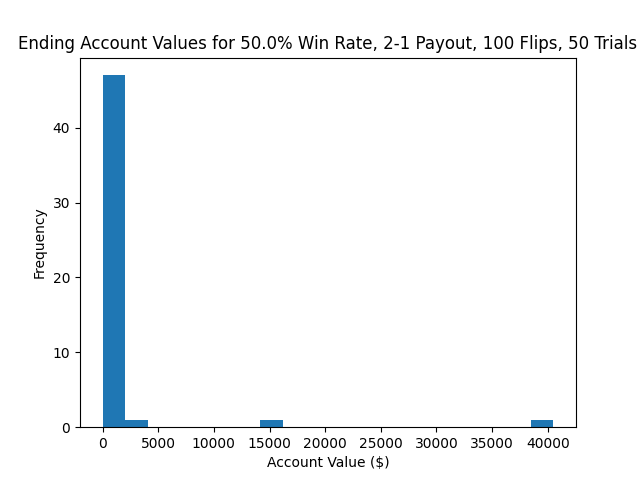 Ending Account Values for 50.0% Win Rate, 2-1 Payout, 100 Flips, 50 Trials
40
30
20
10
0
Frequency
0 5000 10000 15000 20000 25000 30000 35000 40000
Account Value ($)